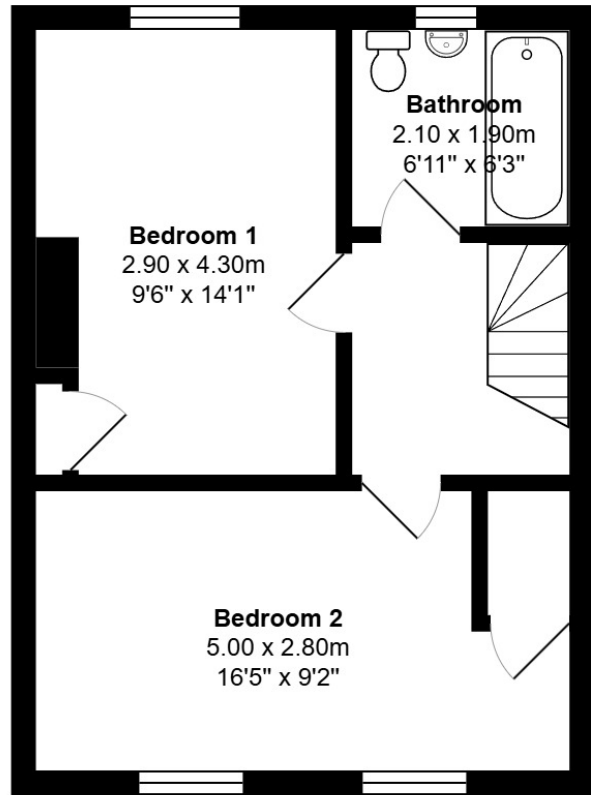 Bathroom
2.10 x 1.90m
6'11" x 6'3"
Bedroom 1
2.90 x 4.30m
9'6" x 14'1"
Bedroom 2
5.00 x 2.80m
16'5" x 9'2"